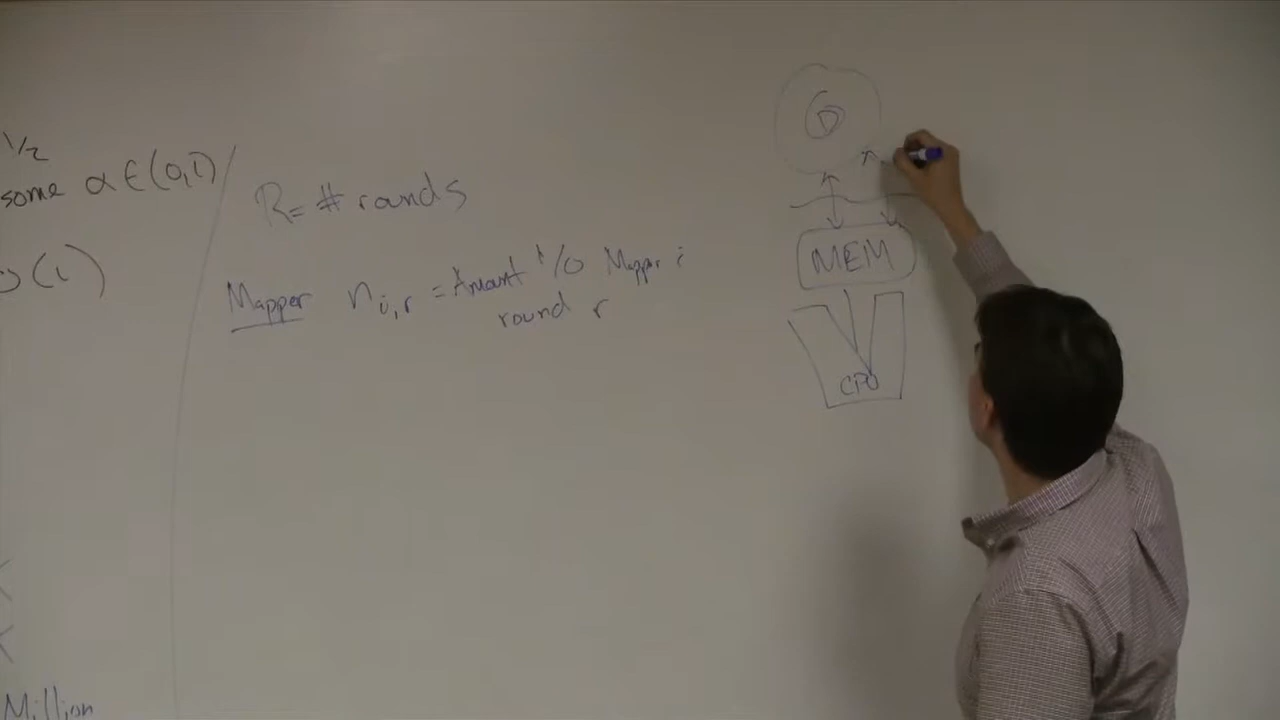 1/2
some α ∈ (0,1)
(1)
Million
R = # rounds
Mapper n_{i,r} = Amount I/O Mapper i
round r
D
MEM
CPU